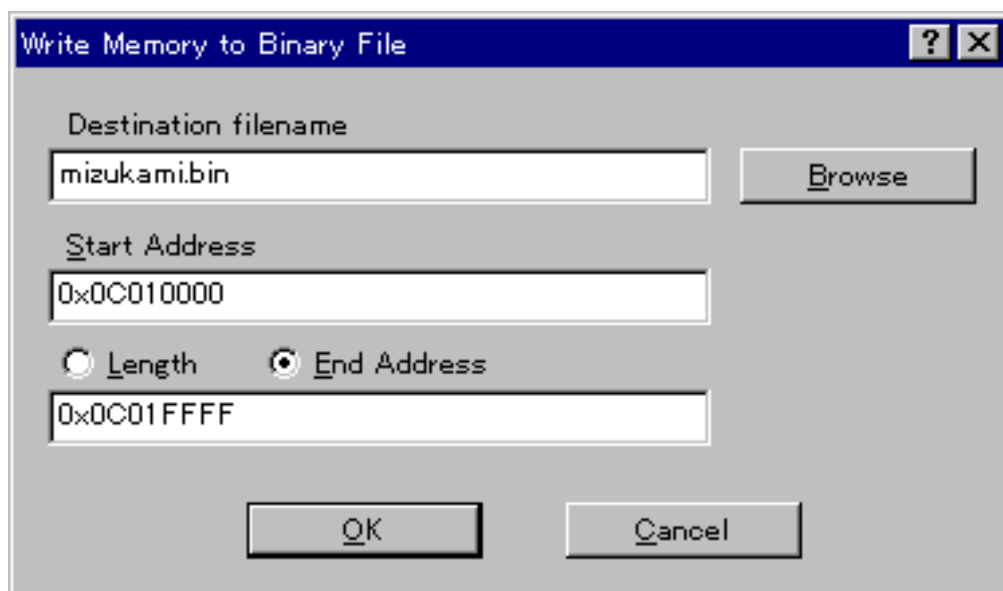 Write Memory to Binary File
Destination filename
mizukami.bin
Browse
Start Address
0x0C010000
Length End Address
0x0C01FFFF
OK Cancel